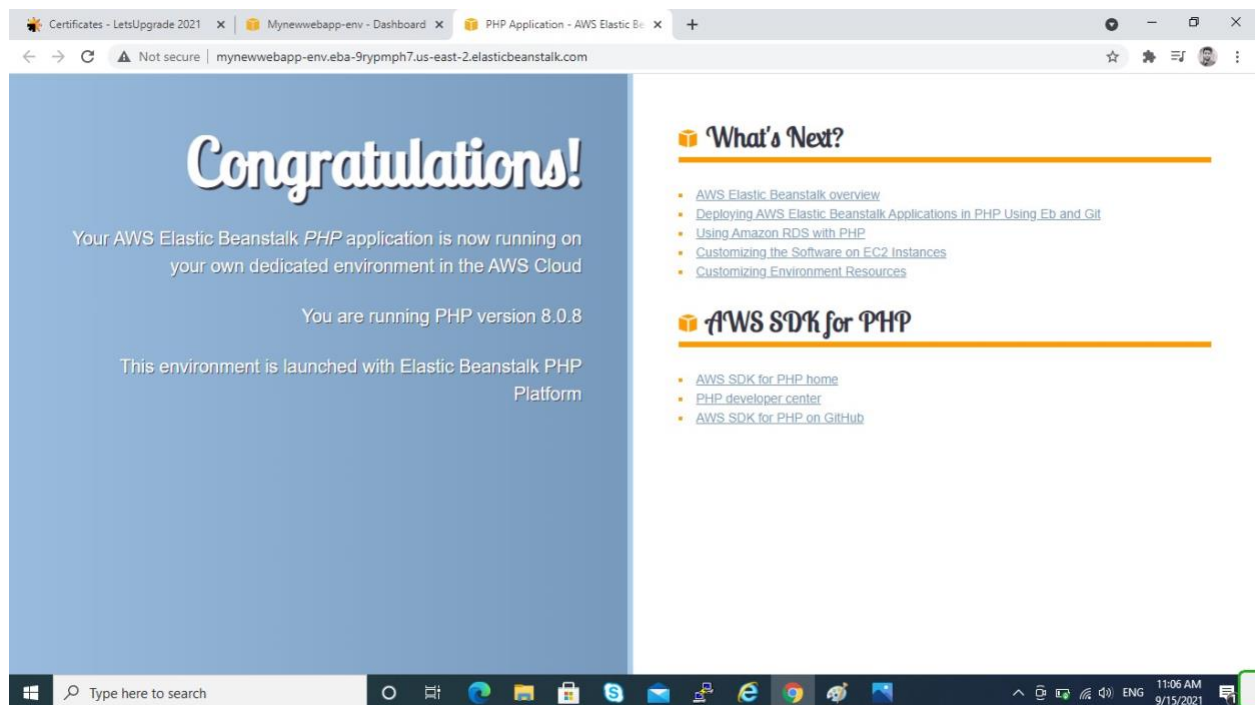 Certificates - LetsUpgrade 2021
Mynewwebapp-env - Dashboard
PHP Application - AWS Elastic Be
Not secure
mynewwebapp-env.eba-9rypmph7.us-east-2.elasticbeanstalk.com
Congratulations!
Your AWS Elastic Beanstalk PHP application is now running on
your own dedicated environment in the AWS Cloud
You are running PHP version 8.0.8
This environment is launched with Elastic Beanstalk PHP
Platform
What's Next?
AWS Elastic Beanstalk overview
Deploying AWS Elastic Beanstalk Applications in PHP Using Eb and Git
Using Amazon RDS with PHP
Customizing the Software on EC2 Instances
Customizing Environment Resources
AWS SDK for PHP
AWS SDK for PHP home
PHP developer center
AWS SDK for PHP on GitHub
Type here to search
ENG
11:06 AM
9/15/2021